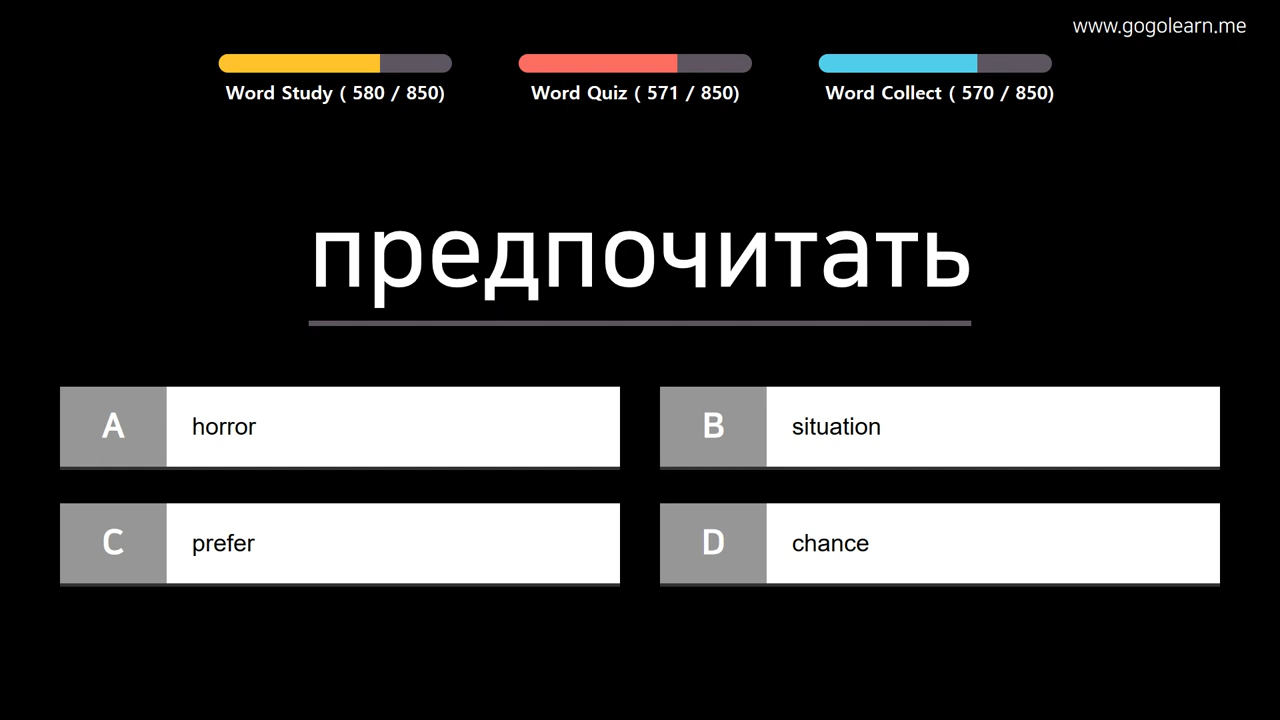 www.gogolearn.me
Word Study ( 580 / 850)
Word Quiz ( 571 / 850)
Word Collect ( 570 / 850)
предпочитать
A horror
B situation
C prefer
D chance